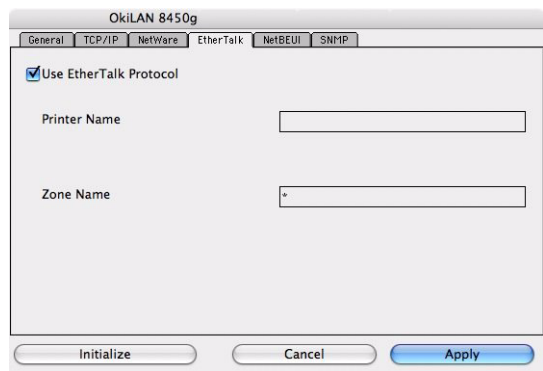 OkiLAN 8450g
General TCP/IP NetWare EtherTalk NetBEUI SNMP
Use EtherTalk Protocol
Printer Name
Zone Name *
Initialize Cancel Apply